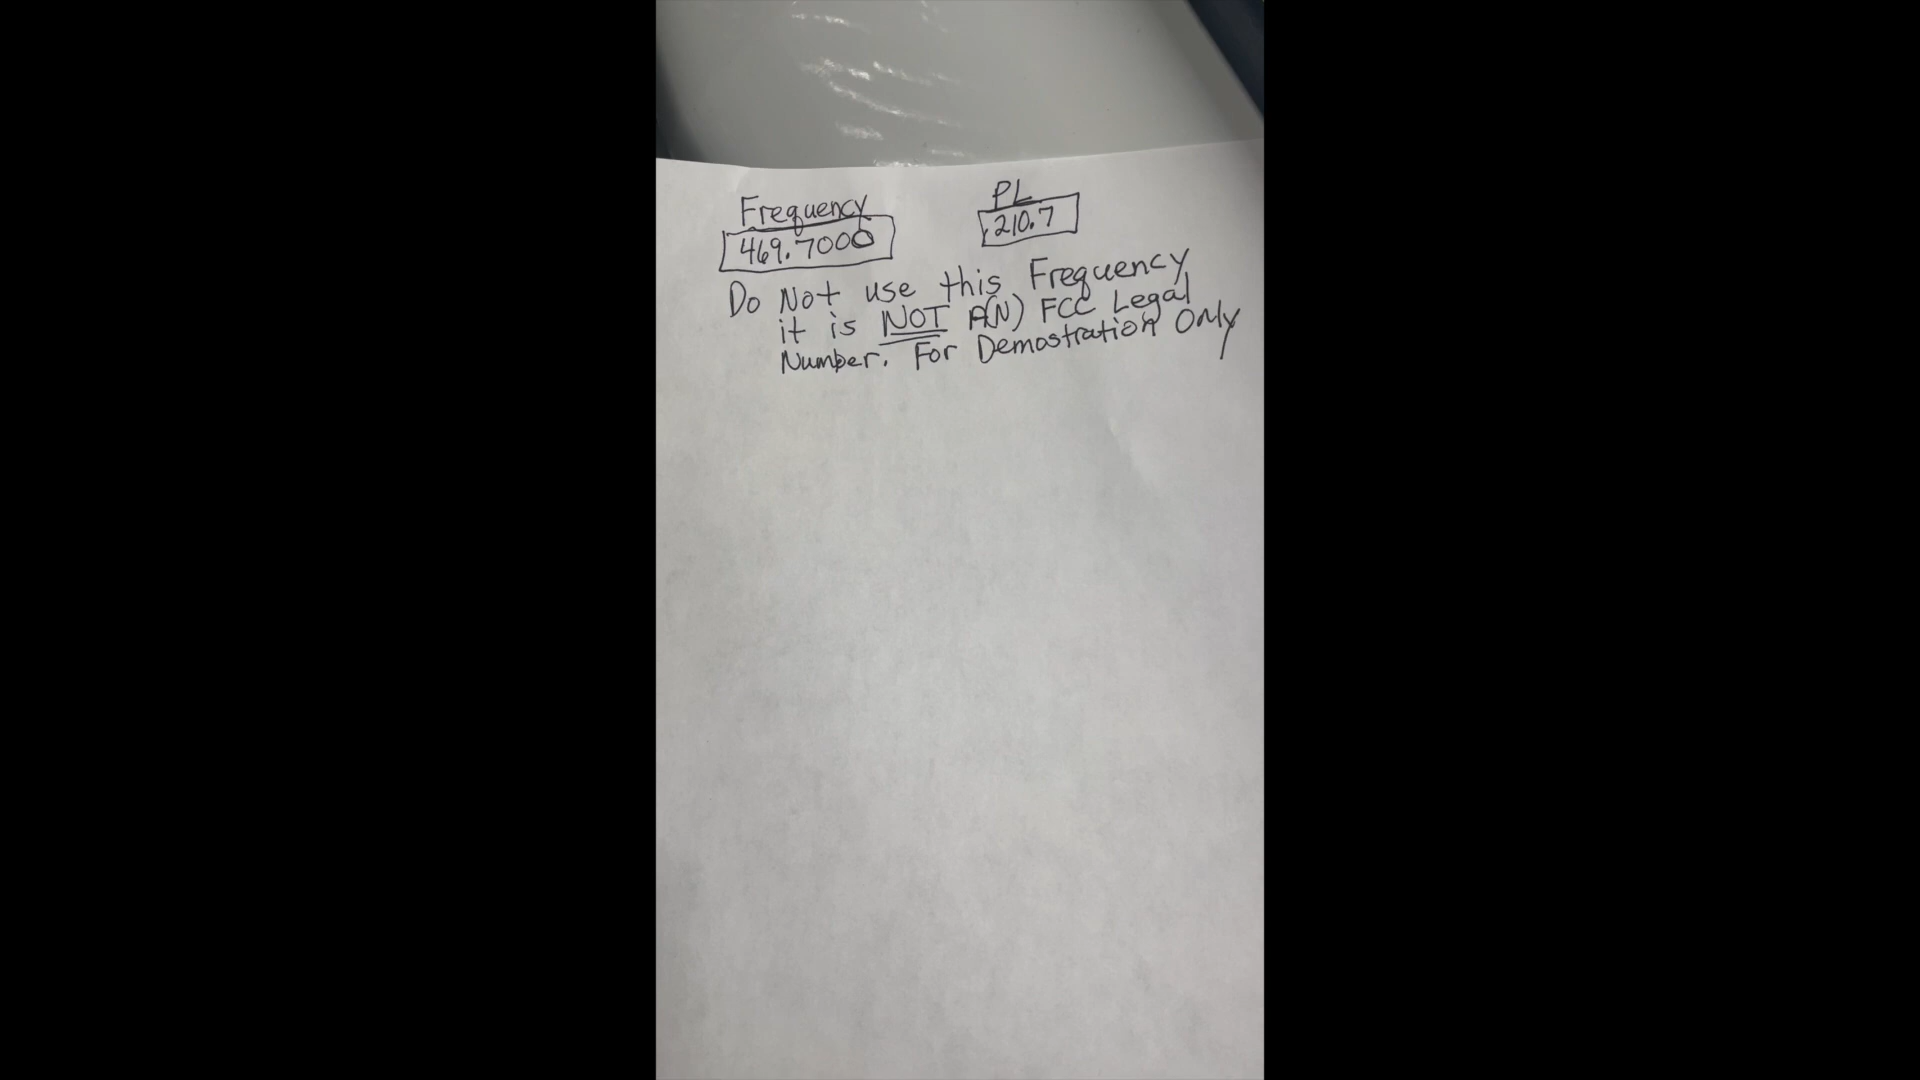 Frequency
PL
469.7000
210.7
Do Not use this Frequency
it is NOT A(N) FCC Legal
Number. For Demostration Only